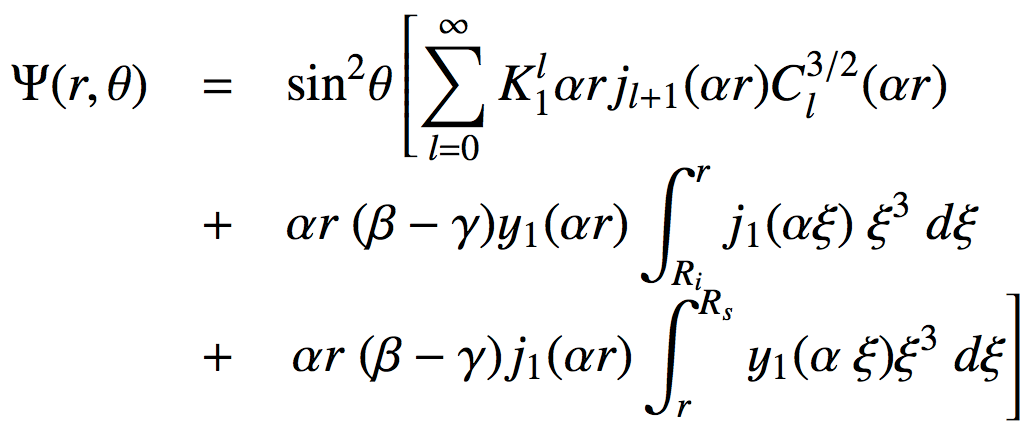 Ψ(r, θ) = sin²θ [ ∑_{l=0}^{∞} K_1^l αr j_{l+1}(αr) C_l^{3/2}(αr)
+ αr (β − γ)y_1(αr) ∫_{R_i}^{r} j_1(αξ) ξ³ dξ
+ αr (β − γ)j_1(αr) ∫_{r}^{R_s} y_1(α ξ)ξ³ dξ ]